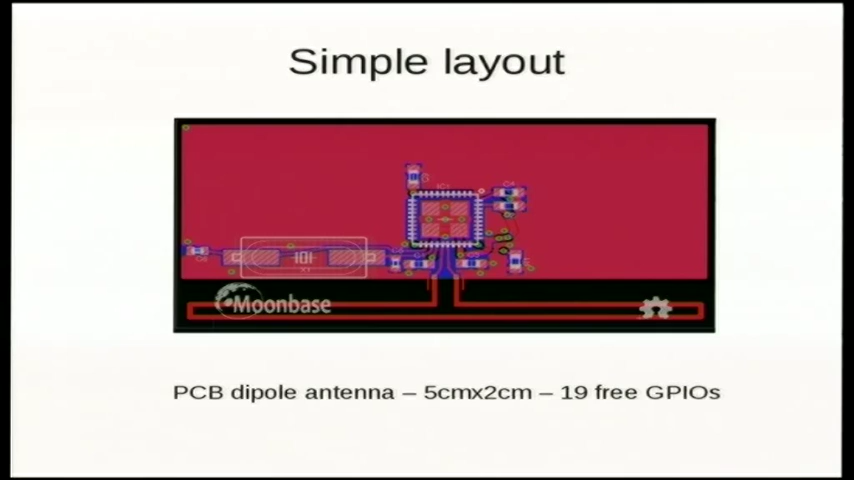 Simple layout
Moonbase
PCB dipole antenna – 5cmx2cm – 19 free GPIOs